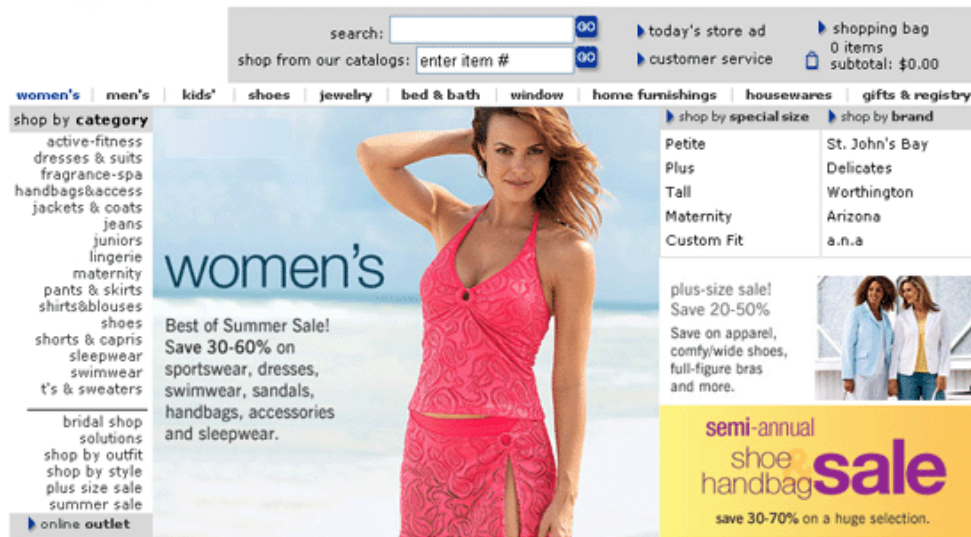 search:
GO
today's store ad
shopping bag
0 items
subtotal: $0.00
shop from our catalogs:
enter item #
GO
customer service
women's
men's
kids'
shoes
jewelry
bed & bath
window
home furnishings
housewares
gifts & registry
shop by category
active-fitness
dresses & suits
fragrance-spa
handbags&access
jackets & coats
jeans
juniors
lingerie
maternity
pants & skirts
shirts&blouses
shoes
shorts & capris
sleepwear
swimwear
t's & sweaters
bridal shop
solutions
shop by outfit
shop by style
plus size sale
summer sale
online outlet
women's
Best of Summer Sale!
Save 30-60% on
sportswear, dresses,
swimwear, sandals,
handbags, accessories
and sleepwear.
shop by special size
Petite
Plus
Tall
Maternity
Custom Fit
shop by brand
St. John's Bay
Delicates
Worthington
Arizona
a.n.a
plus-size sale!
Save 20-50%
Save on apparel,
comfy/wide shoes,
full-figure bras
and more.
semi-annual
shoe &
handbag sale
save 30-70% on a huge selection.